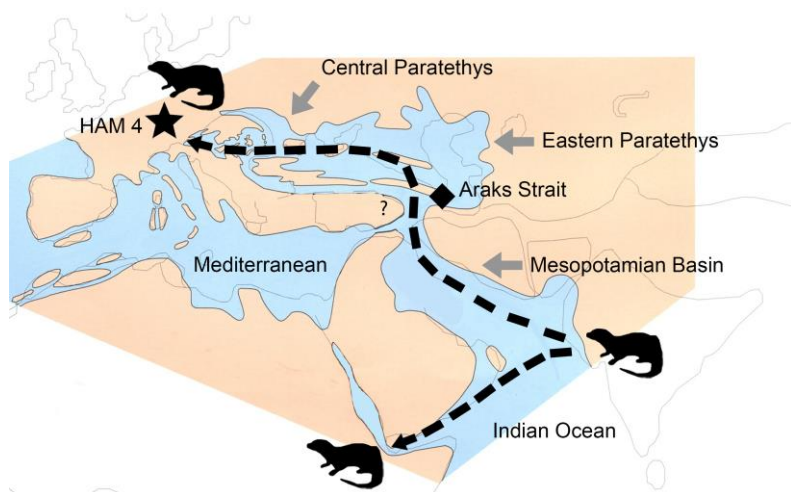 Central Paratethys
HAM 4
Eastern Paratethys
Araks Strait
?
Mediterranean
Mesopotamian Basin
Indian Ocean